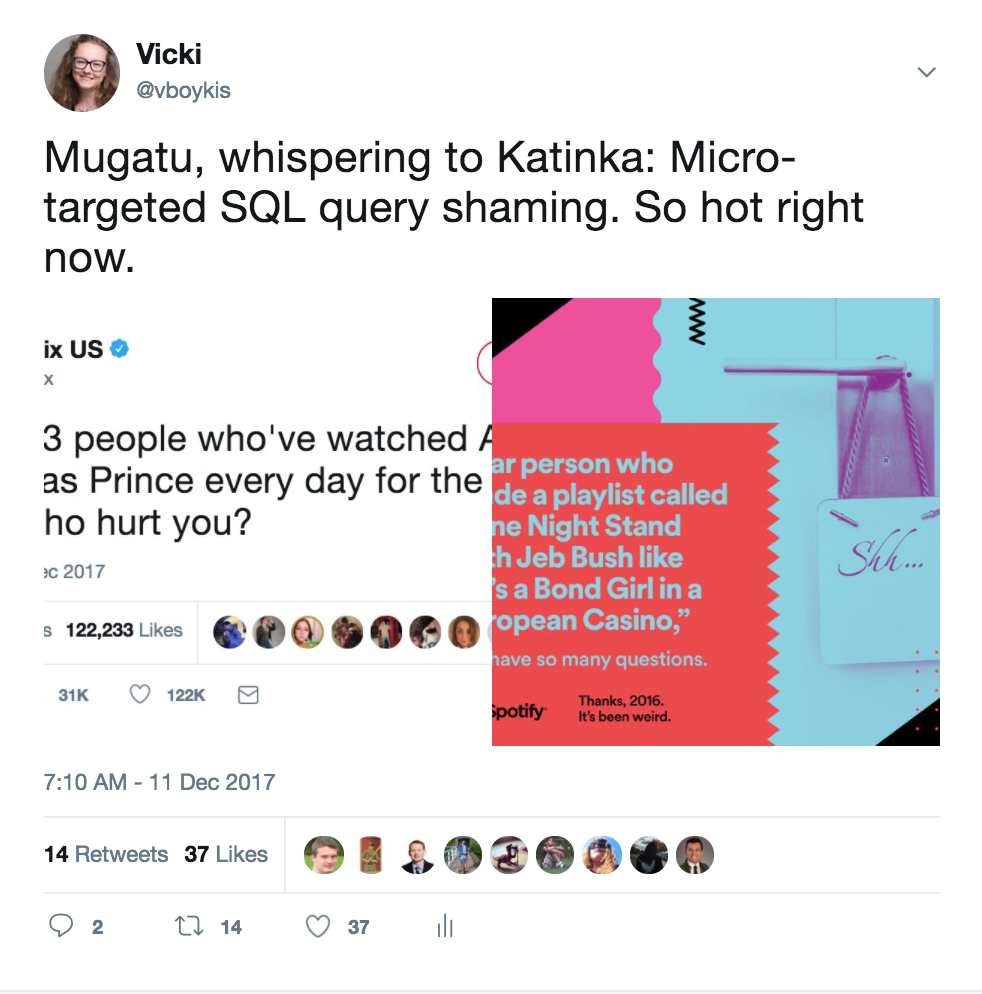 Vicki
@vboykis
Mugatu, whispering to Katinka: Micro-
targeted SQL query shaming. So hot right
now.
ix US
x
3 people who've watched A
as Prince every day for the
ho hurt you?
ec 2017
s 122,233 Likes
31K 122K
ar person who
de a playlist called
ne Night Stand
h Jeb Bush like
's a Bond Girl in a
ropean Casino,”
have so many questions.
Spotify
Thanks, 2016.
It's been weird.
Shh...
7:10 AM - 11 Dec 2017
14 Retweets 37 Likes
2 14 37